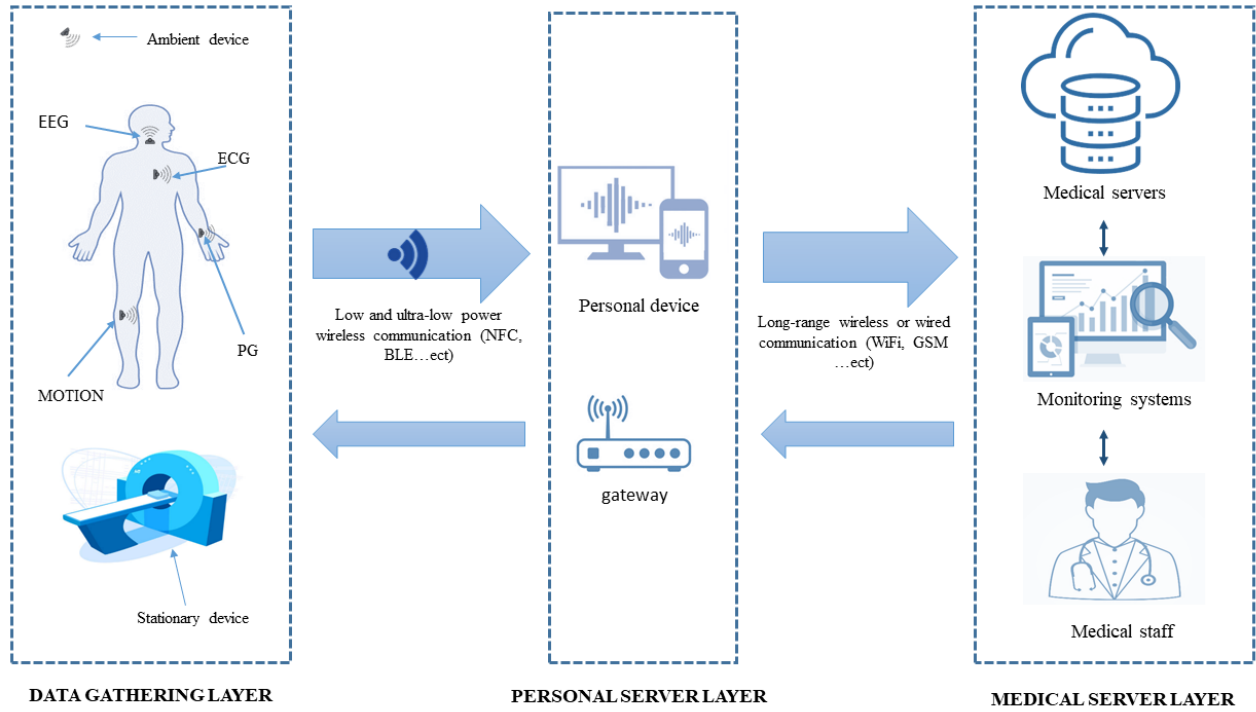 Ambient device
EEG
ECG
PG
MOTION
Stationary device
DATA GATHERING LAYER
Low and ultra-low power
wireless communication (NFC,
BLE…ect)
Personal device
gateway
PERSONAL SERVER LAYER
Long-range wireless or wired
communication (WiFi, GSM
…ect)
Medical servers
Monitoring systems
Medical staff
MEDICAL SERVER LAYER